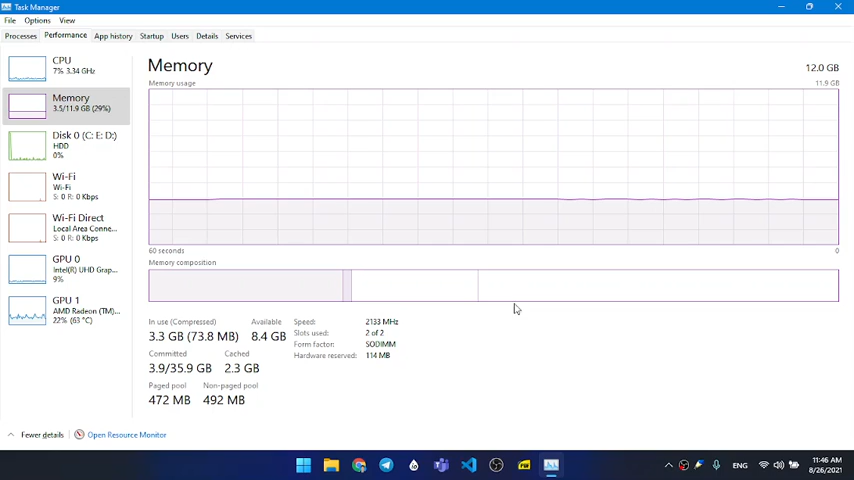 Task Manager
File Options View
Processes Performance App history Startup Users Details Services
CPU
7% 3.34 GHz
Memory
3.5/11.9 GB (29%)
Disk 0 (C: E: D:)
HDD
0%
Wi-Fi
Wi-Fi
S: 0 R: 0 Kbps
Wi-Fi Direct
Local Area Conne...
S: 0 R: 0 Kbps
GPU 0
Intel(R) UHD Grap...
9%
GPU 1
AMD Radeon (TM)...
22% (63 °C)
Memory 12.0 GB
Memory usage 11.9 GB
60 seconds 0
Memory composition
In use (Compressed) Available
3.3 GB (73.8 MB) 8.4 GB
Committed Cached
3.9/35.9 GB 2.3 GB
Paged pool Non-paged pool
472 MB 492 MB
Speed: 2133 MHz
Slots used: 2 of 2
Form factor: SODIMM
Hardware reserved: 114 MB
Fewer details Open Resource Monitor
ENG
11:46 AM
8/26/2021